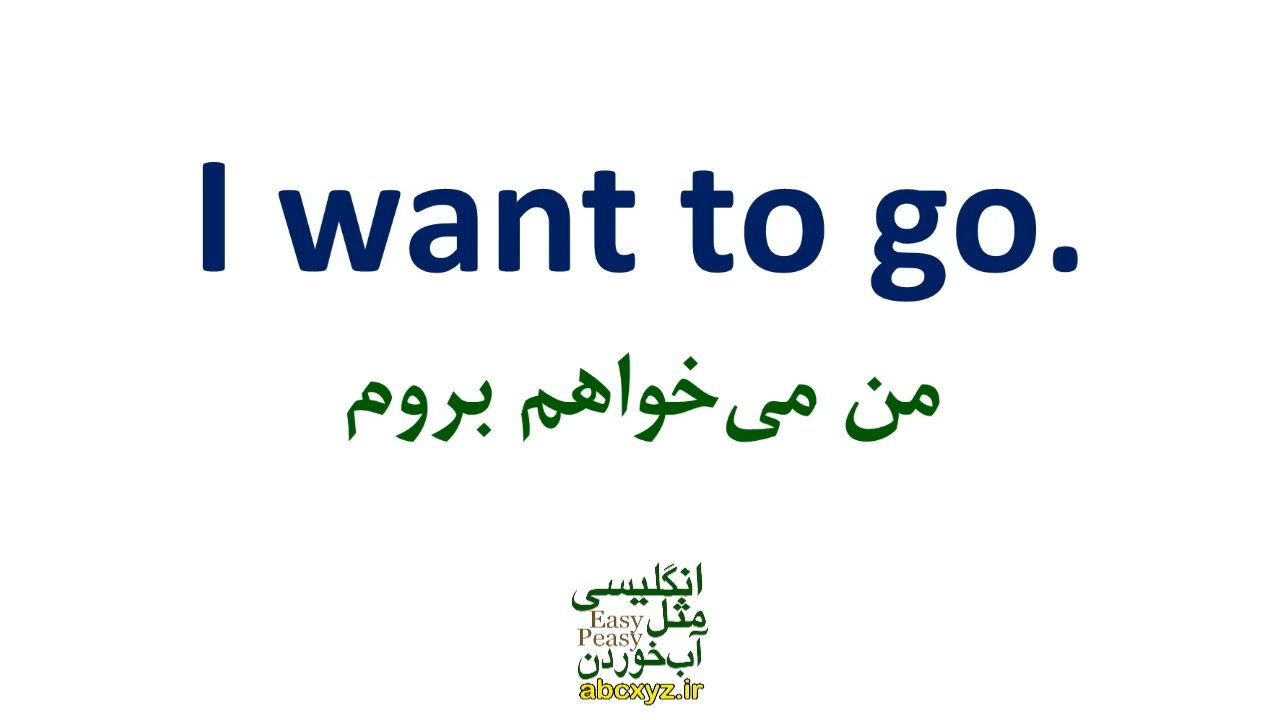 I want to go.
من می‌خواهم بروم
انگلیسی
مثل
Easy
Peasy
آب‌خوردن
abcxyz.ir